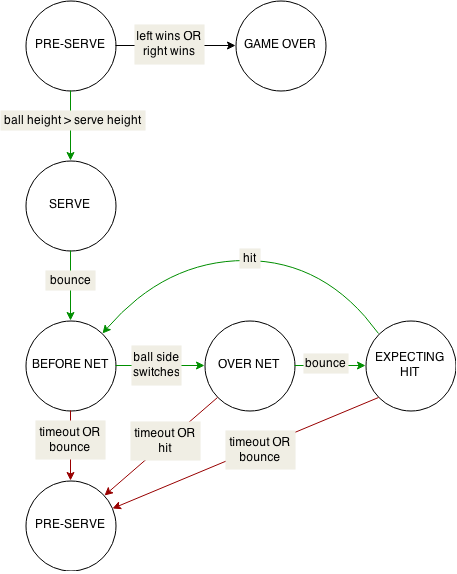 PRE-SERVE
left wins OR
right wins
GAME OVER
ball height > serve height
SERVE
bounce
hit
BEFORE NET
ball side
switches
OVER NET
bounce
EXPECTING
HIT
timeout OR
bounce
timeout OR
hit
timeout OR
bounce
PRE-SERVE